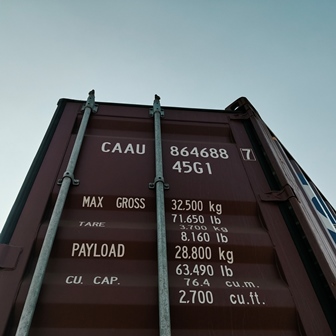 CAAU 864688 7
45G1
MAX GROSS 32.500 kg
71.650 lb
TARE 3.700 kg
8.160 lb
PAYLOAD 28.800 kg
63.490 lb
CU. CAP. 76.4 cu.m.
2.700 cu.ft.